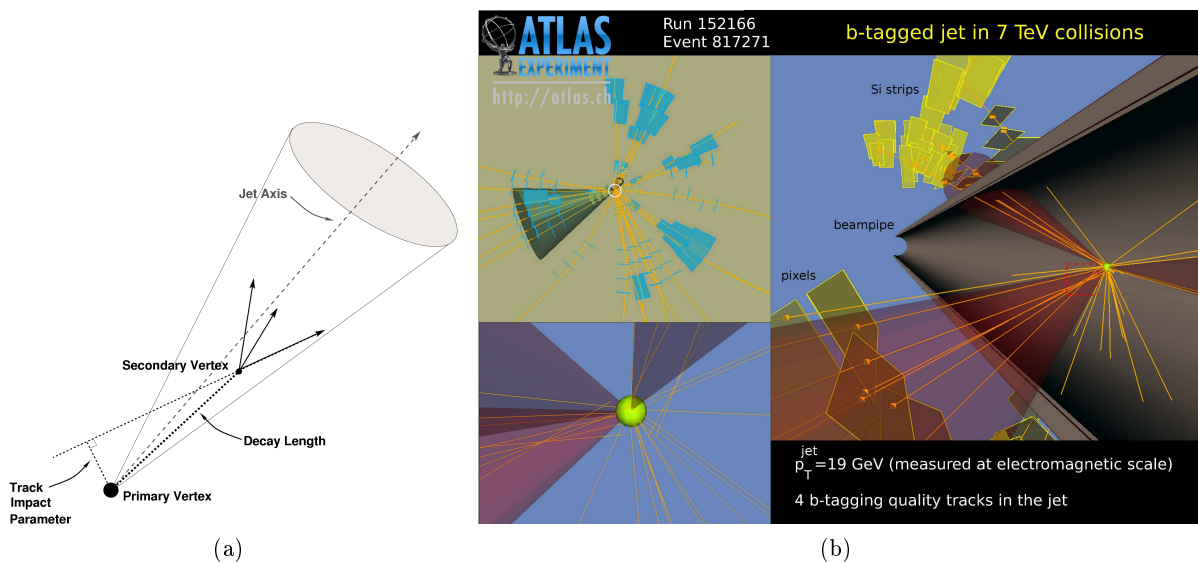 Jet Axis
Secondary Vertex
Decay Length
Track
Impact
Parameter
Primary Vertex
(a)
ATLAS
EXPERIMENT
http://atlas.ch
Run 152166
Event 817271
b-tagged jet in 7 TeV collisions
Si strips
beampipe
pixels
p_T^jet=19 GeV (measured at electromagnetic scale)
4 b-tagging quality tracks in the jet
(b)